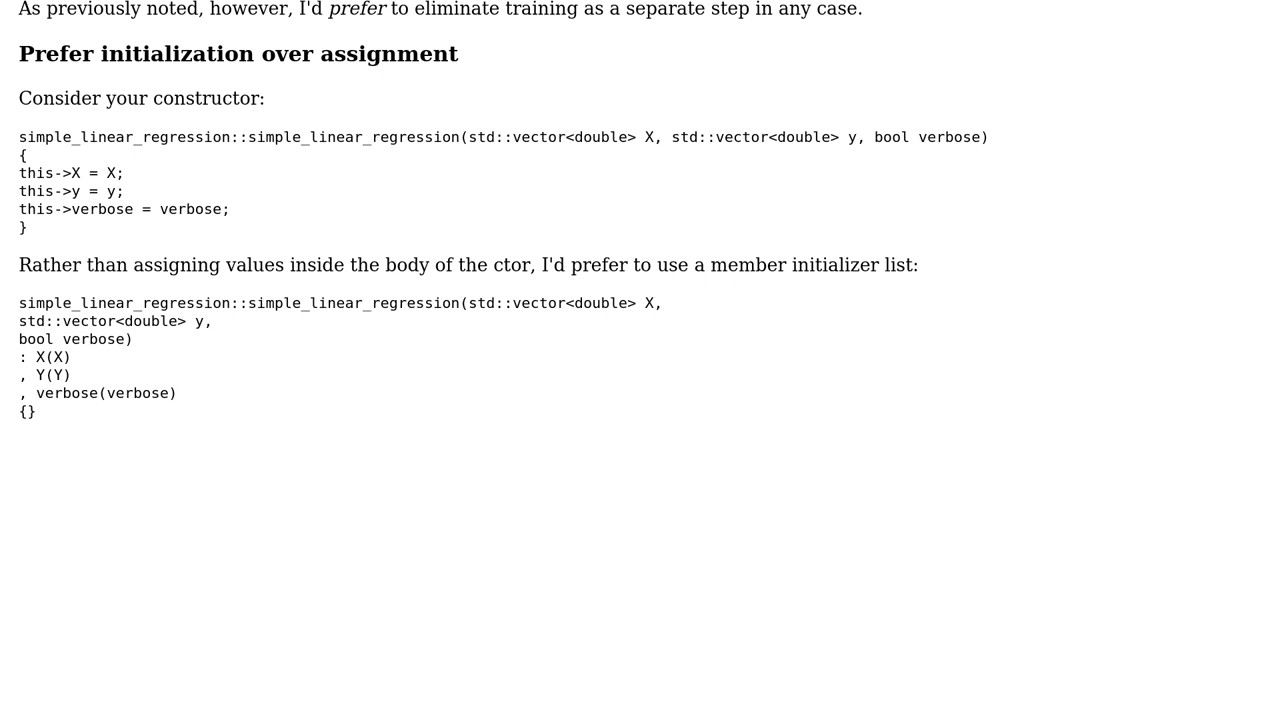 As previously noted, however, I'd prefer to eliminate training as a separate step in any case.
Prefer initialization over assignment
Consider your constructor:
simple_linear_regression::simple_linear_regression(std::vector<double> X, std::vector<double> y, bool verbose)
{
this->X = X;
this->y = y;
this->verbose = verbose;
}
Rather than assigning values inside the body of the ctor, I'd prefer to use a member initializer list:
simple_linear_regression::simple_linear_regression(std::vector<double> X,
std::vector<double> y,
bool verbose)
: X(X)
, Y(Y)
, verbose(verbose)
{}